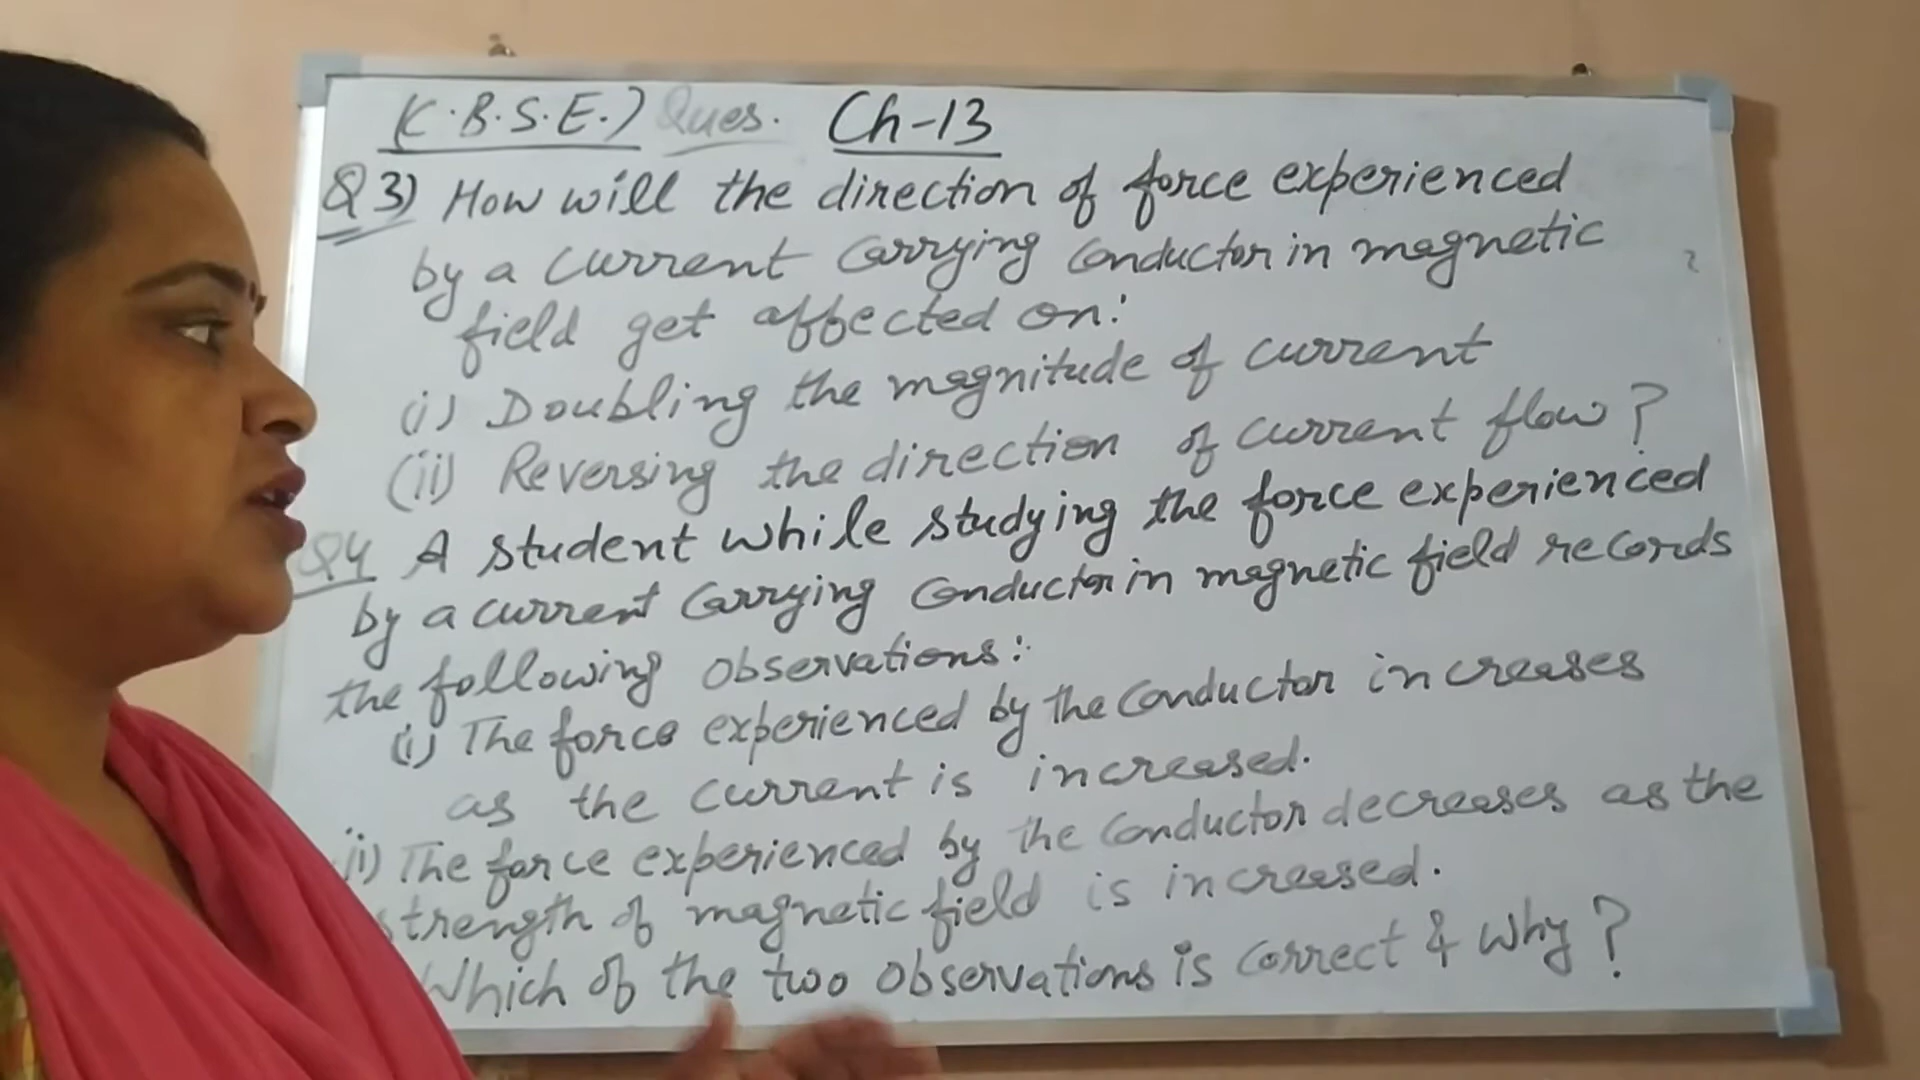 (C.B.S.E.) Ques. Ch-13
Q3) How will the direction of force experienced
by a current carrying conductor in magnetic
field get affected on:
(i) Doubling the magnitude of current
(ii) Reversing the direction of current flow?
Q4 A student while studying the force experienced
by a current carrying conductor in magnetic field records
the following observations:
(i) The force experienced by the conductor increases
as the current is increased.
ii) The force experienced by the conductor decreases as the
strength of magnetic field is increased.
Which of the two observations is correct & why?